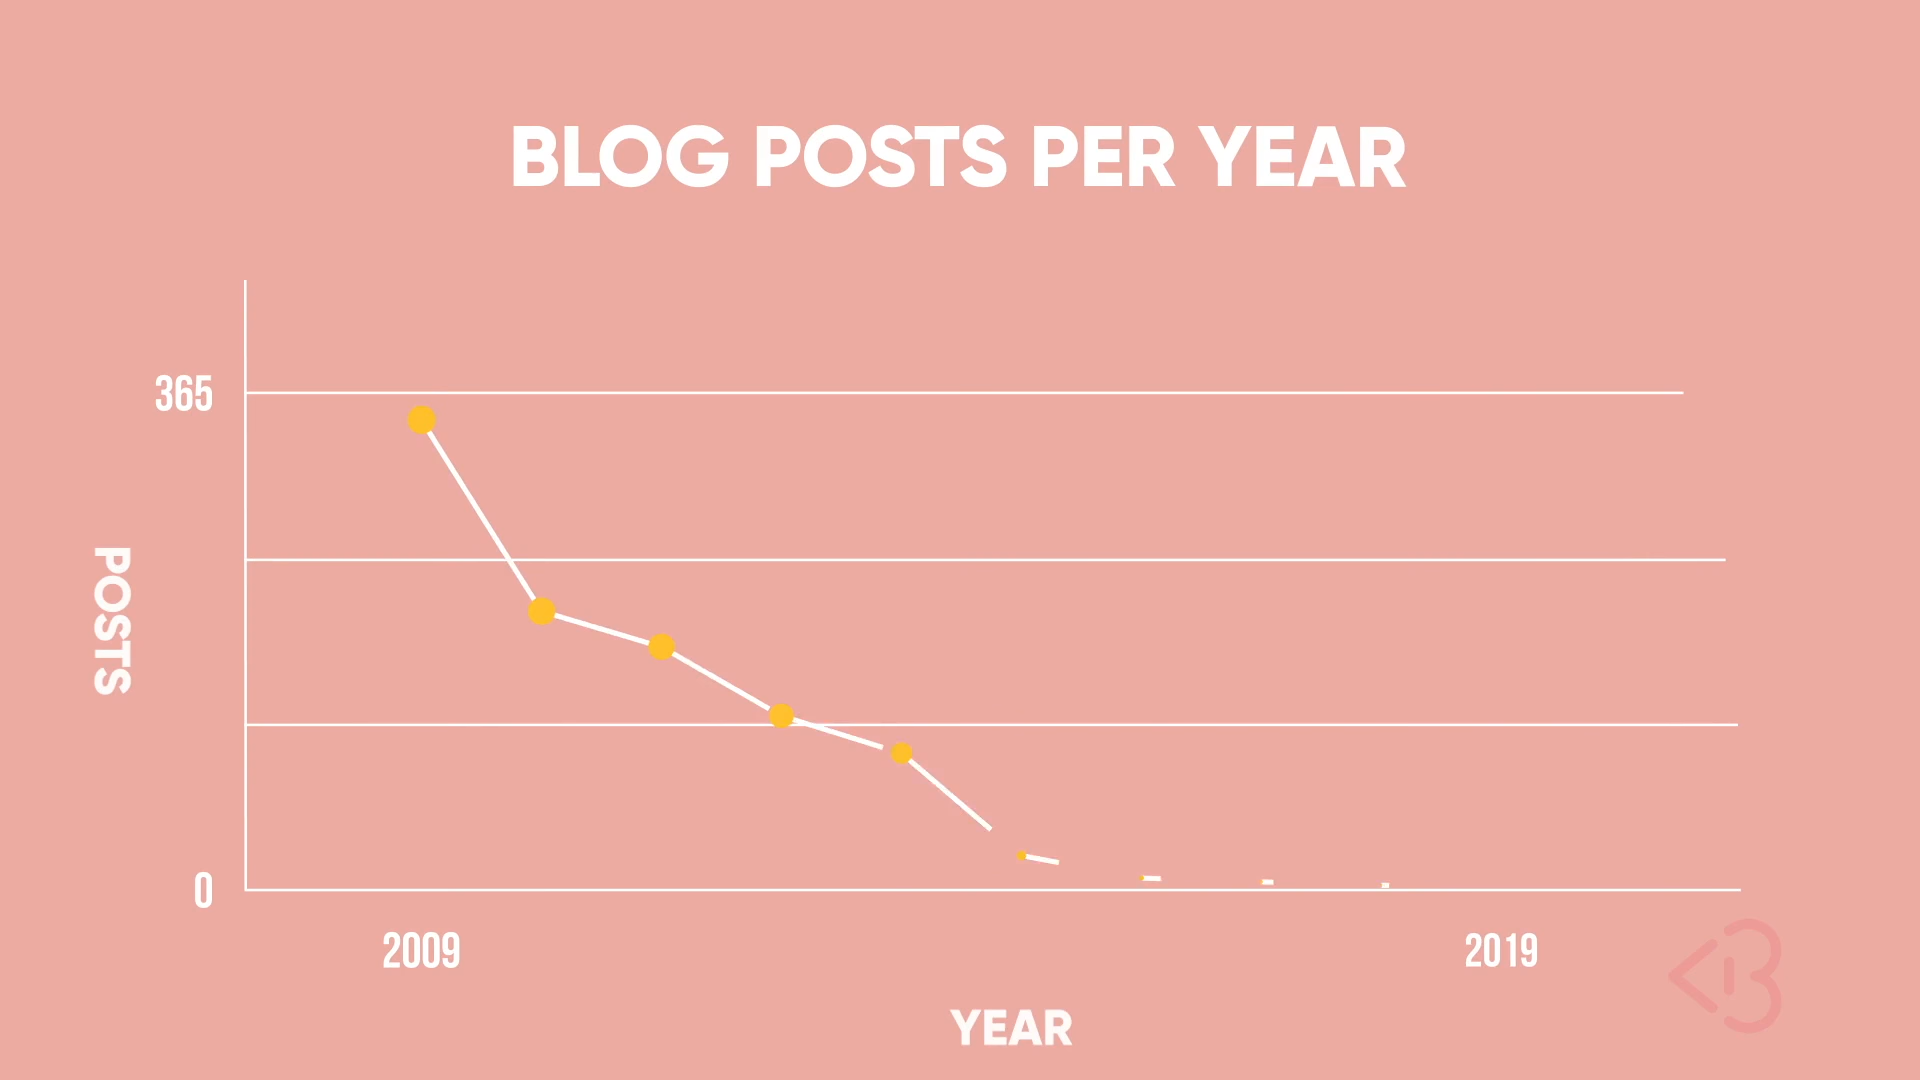 BLOG POSTS PER YEAR
365
POSTS
0
2009
2019
YEAR